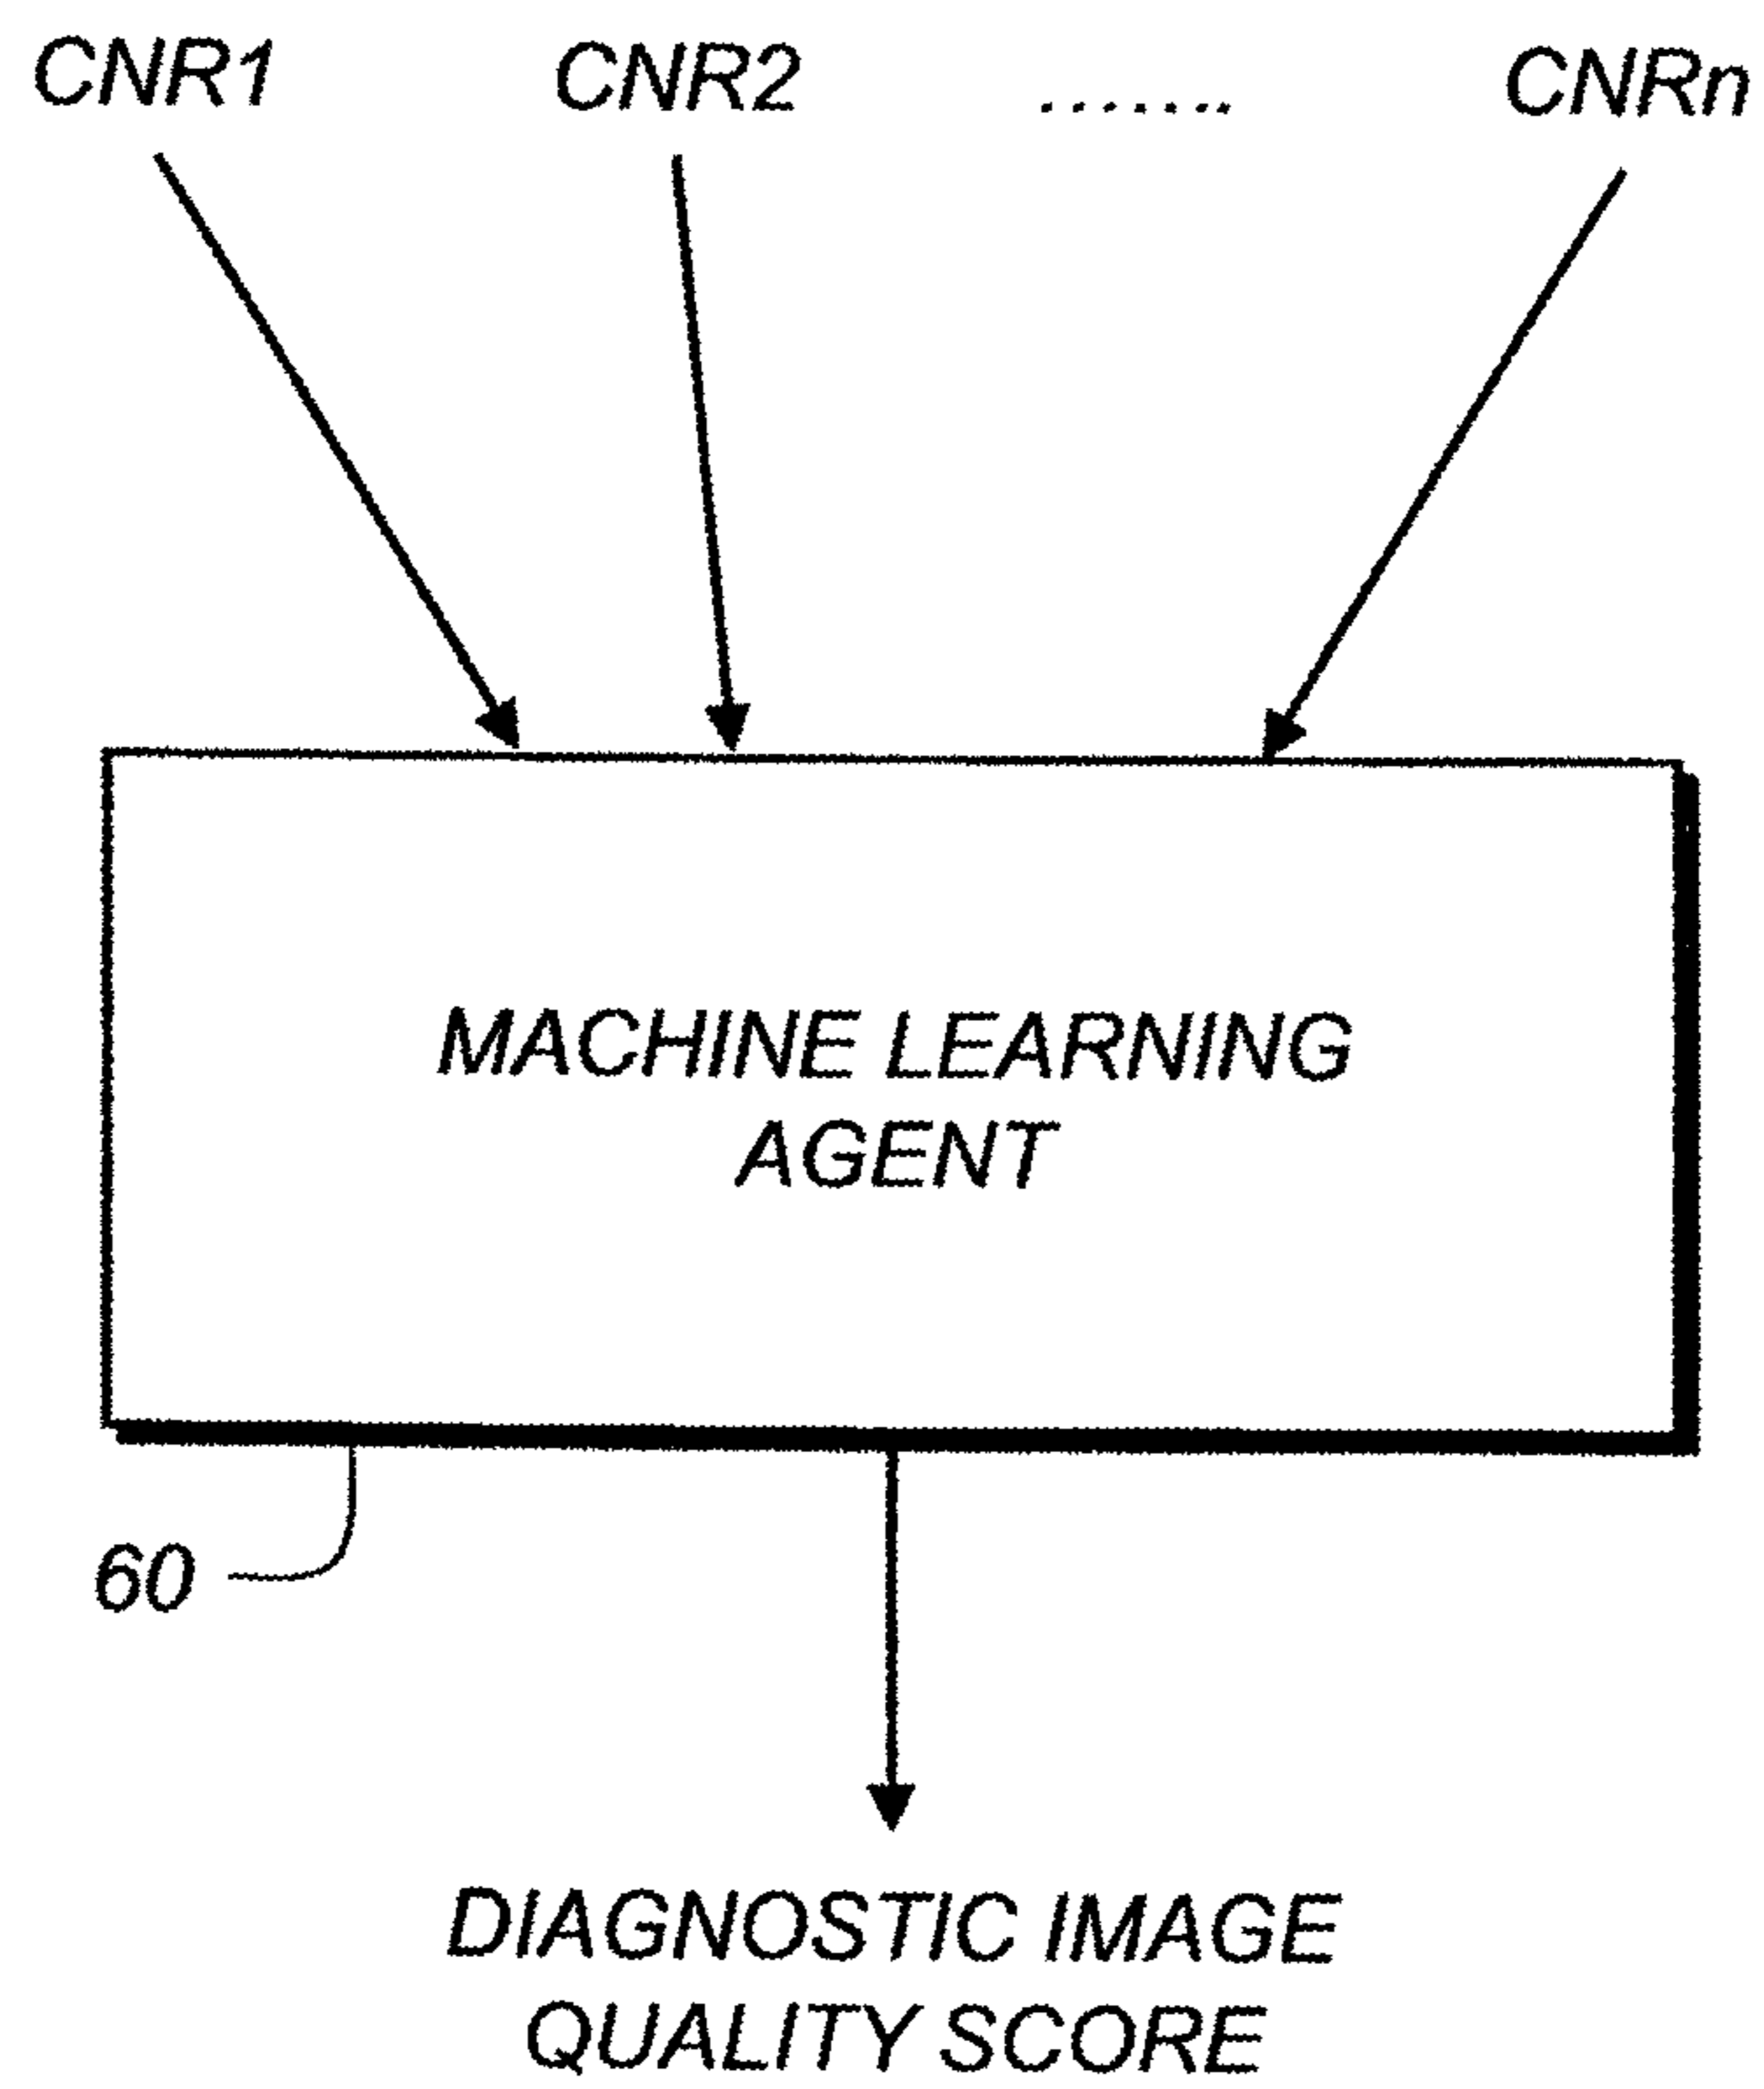 CNR1 CNR2 ....... CNRn
MACHINE LEARNING
AGENT
60
DIAGNOSTIC IMAGE
QUALITY SCORE